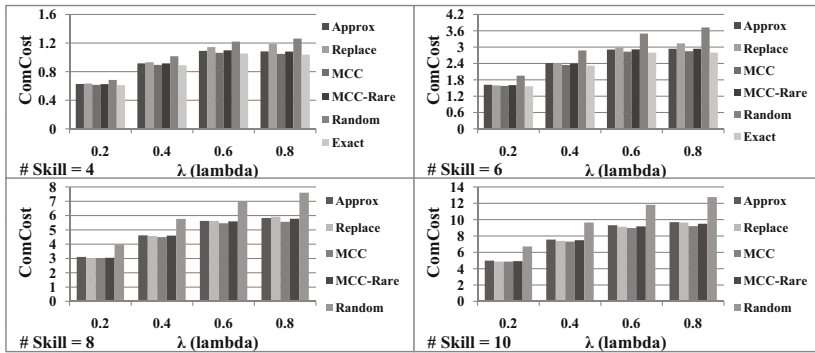 ComCost
1.6
1.2
0.8
0.4
0
0.2 0.4 0.6 0.8
# Skill = 4
λ (lambda)
Approx
Replace
MCC
MCC-Rare
Random
Exact
ComCost
4.2
3.6
3
2.4
1.8
1.2
0.6
0
0.2 0.4 0.6 0.8
# Skill = 6
λ (lambda)
Approx
Replace
MCC
MCC-Rare
Random
Exact
ComCost
8
7
6
5
4
3
2
1
0
0.2 0.4 0.6 0.8
# Skill = 8
λ (lambda)
Approx
Replace
MCC
MCC-Rare
Random
ComCost
14
12
10
8
6
4
2
0
0.2 0.4 0.6 0.8
# Skill = 10
λ (lambda)
Approx
Replace
MCC
MCC-Rare
Random